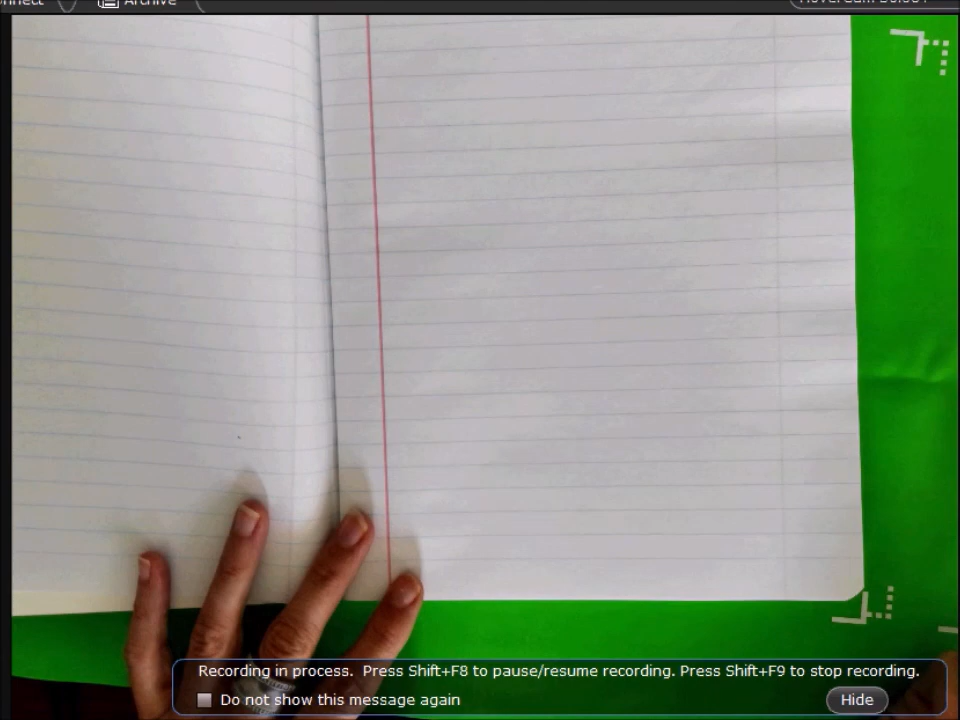 Archive
Recording in process. Press Shift+F8 to pause/resume recording. Press Shift+F9 to stop recording.
Do not show this message again
Hide